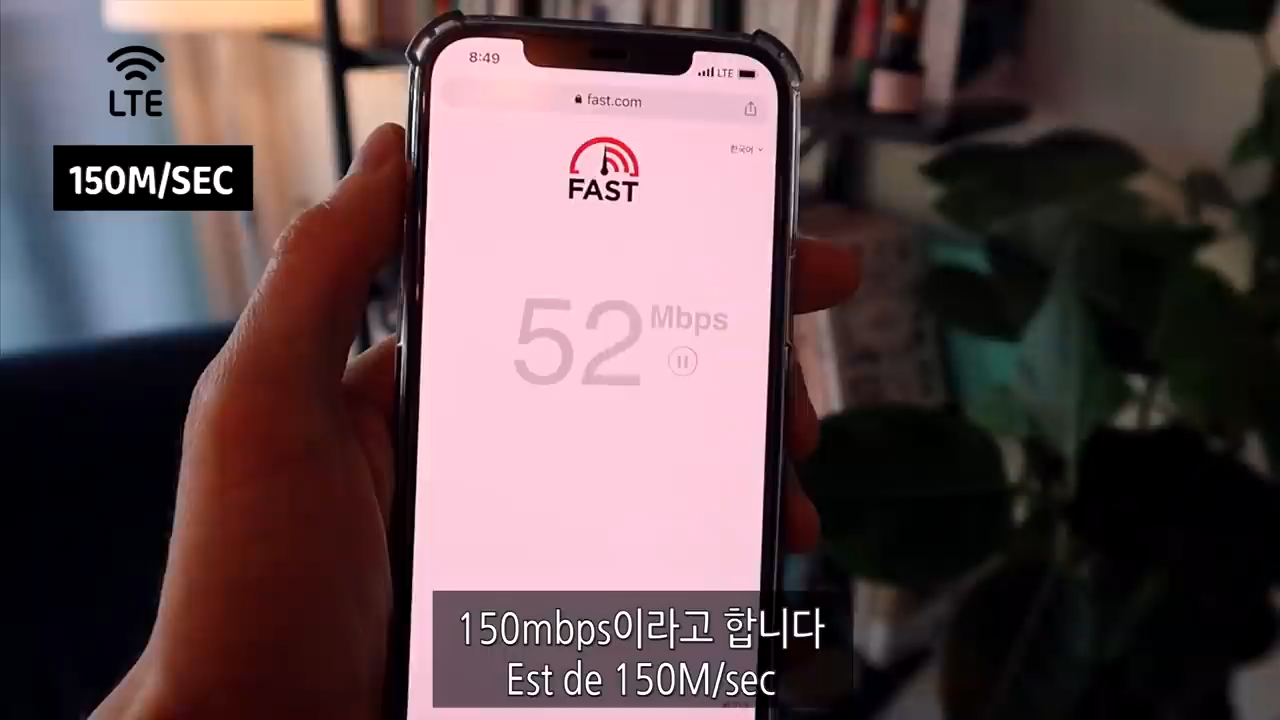 LTE
150M/SEC
8:49
LTE
fast.com
한국어
FAST
52 Mbps
150mbps이라고 합니다
Est de 150M/sec